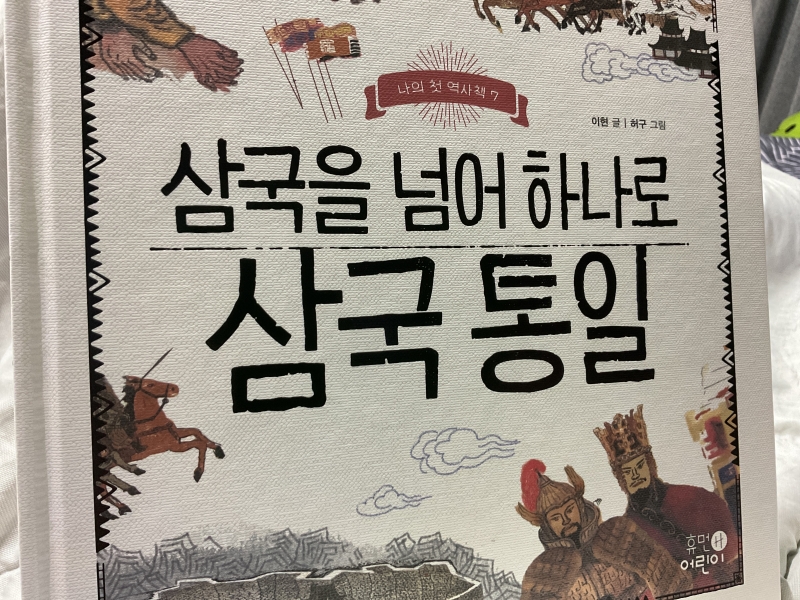 나의 첫 역사책 7
이현 글 | 허구 그림
삼국을 넘어 하나로
삼국 통일
휴먼
어린이